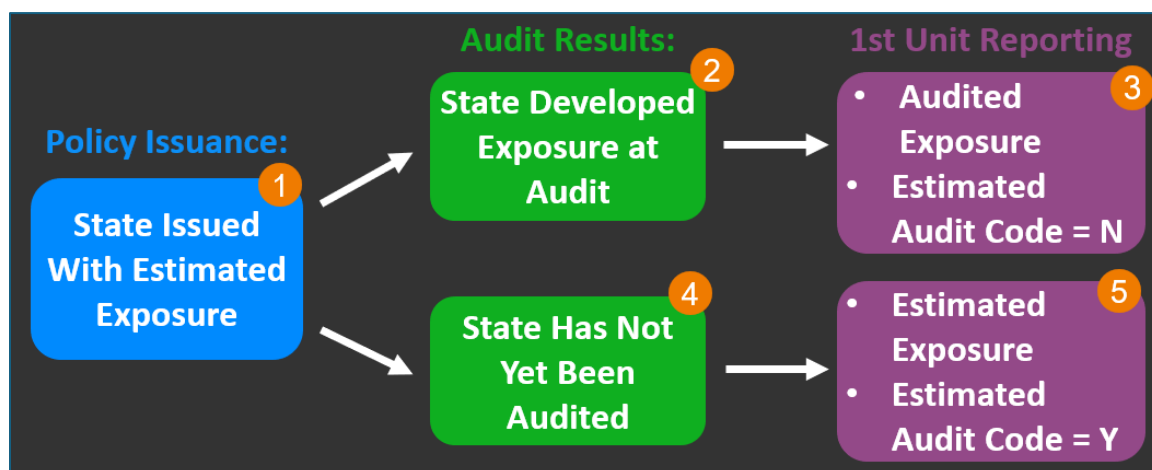 Policy Issuance:
1
State Issued
With Estimated
Exposure
Audit Results:
2
State Developed
Exposure at
Audit
4
State Has Not
Yet Been
Audited
1st Unit Reporting
3
• Audited
Exposure
• Estimated
Audit Code = N
5
• Estimated
Exposure
• Estimated
Audit Code = Y